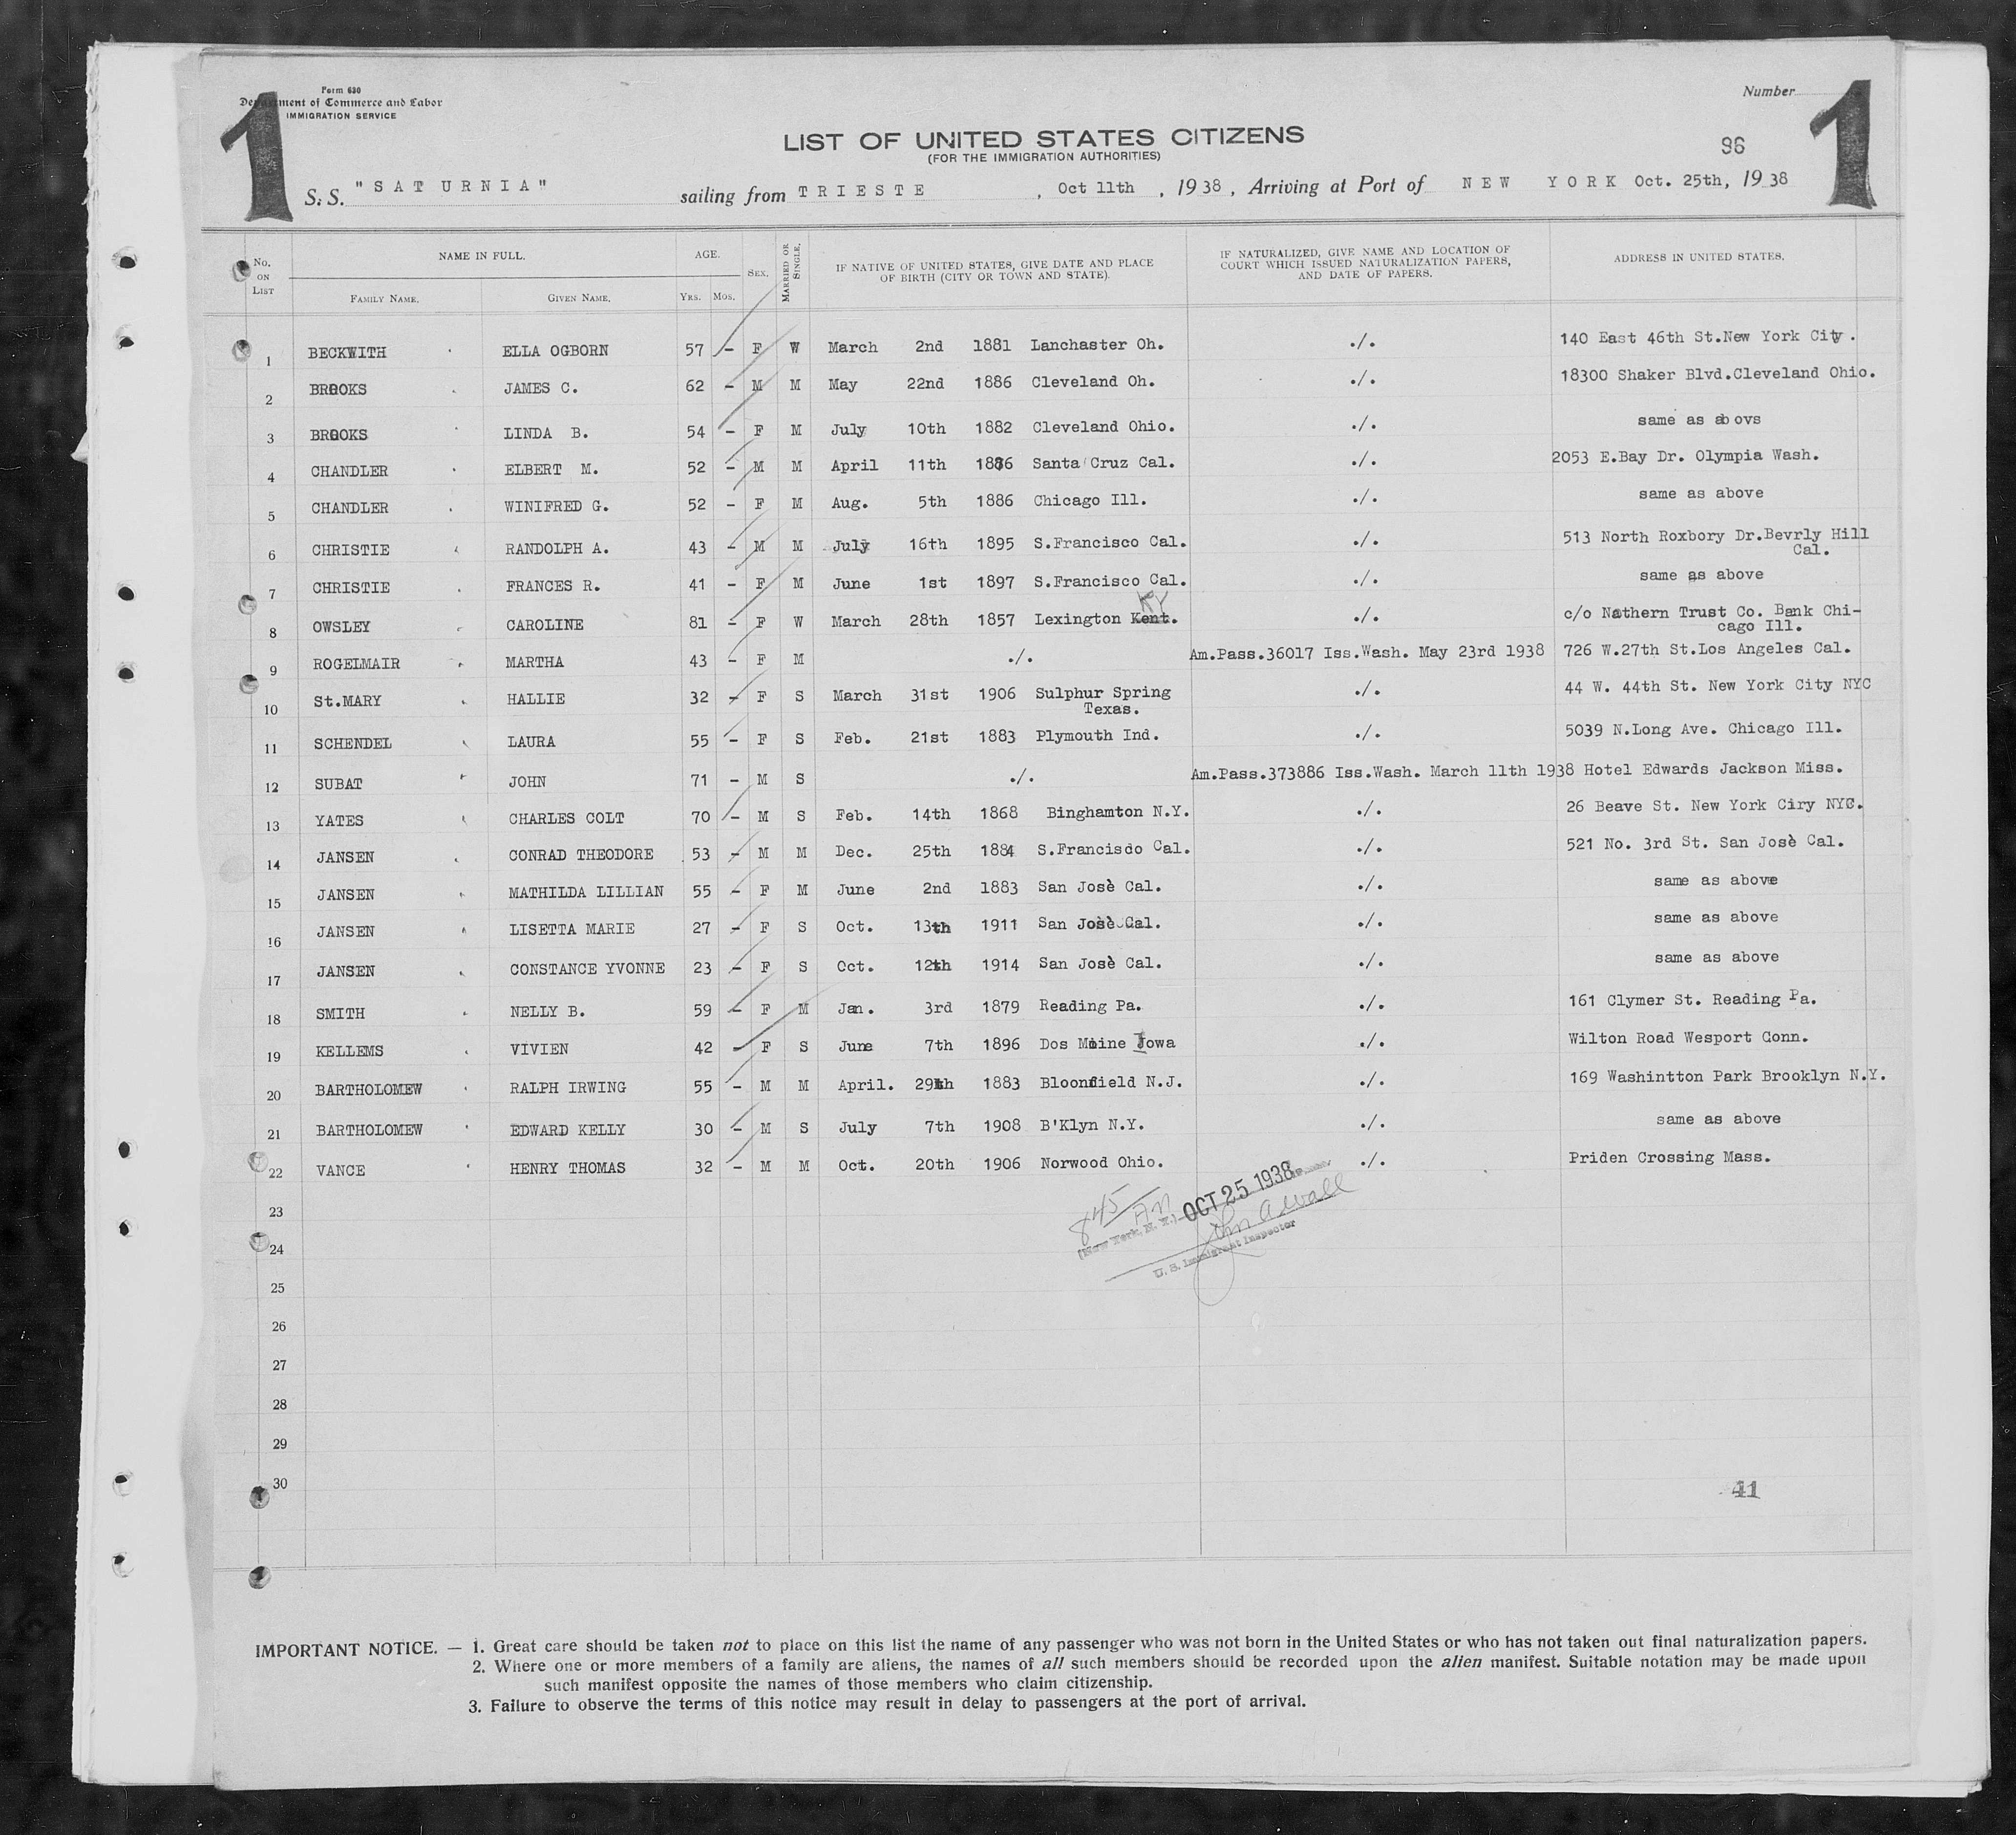 Form 630
Department of Commerce and Labor
IMMIGRATION SERVICE
Number
1
1
LIST OF UNITED STATES CITIZENS
(FOR THE IMMIGRATION AUTHORITIES)
96
S.S. "SATURNIA" sailing from TRIESTE, Oct 11th, 1938, Arriving at Port of NEW YORK Oct. 25th, 1938
No. ON LIST
NAME IN FULL.
FAMILY NAME.
GIVEN NAME.
AGE.
YRS. MOS.
SEX.
MARRIED OR SINGLE.
IF NATIVE OF UNITED STATES, GIVE DATE AND PLACE
OF BIRTH (CITY OR TOWN AND STATE).
IF NATURALIZED, GIVE NAME AND LOCATION OF
COURT WHICH ISSUED NATURALIZATION PAPERS,
AND DATE OF PAPERS.
ADDRESS IN UNITED STATES.
1 BECKWITH ELLA OGBORN 57 - F W March 2nd 1881 Lanchaster Oh. ./. 140 East 46th St.New York City.
2 BROOKS JAMES C. 62 - M M May 22nd 1886 Cleveland Oh. ./. 18300 Shaker Blvd.Cleveland Ohio.
3 BROOKS LINDA B. 54 - F M July 10th 1882 Cleveland Ohio. ./. same as ab ovs
4 CHANDLER ELBERT M. 52 - M M April 11th 1886 Santa Cruz Cal. ./. 2053 E.Bay Dr. Olympia Wash.
5 CHANDLER WINIFRED G. 52 - F M Aug. 5th 1886 Chicago Ill. ./. same as above
6 CHRISTIE RANDOLPH A. 43 - M M July 16th 1895 S.Francisco Cal. ./. 513 North Roxbory Dr.Bevrly Hill
Cal.
7 CHRISTIE FRANCES R. 41 - F M June 1st 1897 S.Francisco Cal. ./. same as above
KY
8 OWSLEY CAROLINE 81 - F W March 28th 1857 Lexington Kent. ./. c/o Nathern Trust Co. Bank Chi-
cago Ill.
9 ROGELMAIR MARTHA 43 - F M ./. Am.Pass.36017 Iss.Wash. May 23rd 1938 726 W.27th St.Los Angeles Cal.
10 St.MARY HALLIE 32 - F S March 31st 1906 Sulphur Spring ./. 44 W. 44th St. New York City NYC
Texas.
11 SCHENDEL LAURA 55 - F S Feb. 21st 1883 Plymouth Ind. ./. 5039 N.Long Ave. Chicago Ill.
12 SUBAT JOHN 71 - M S ./. Am.Pass.373886 Iss.Wash. March 11th 1938 Hotel Edwards Jackson Miss.
13 YATES CHARLES COLT 70 - M S Feb. 14th 1868 Binghamton N.Y. ./. 26 Beave St. New York Ciry NYC.
14 JANSEN CONRAD THEODORE 53 - M M Dec. 25th 1884 S.Francisdo Cal. ./. 521 No. 3rd St. San Josè Cal.
15 JANSEN MATHILDA LILLIAN 55 - F M June 2nd 1883 San Josè Cal. ./. same as above
16 JANSEN LISETTA MARIE 27 - F S Oct. 13th 1911 San Josè Cal. ./. same as above
17 JANSEN CONSTANCE YVONNE 23 - F S Oct. 12th 1914 San Josè Cal. ./. same as above
18 SMITH NELLY B. 59 - F M Jan. 3rd 1879 Reading Pa. ./. 161 Clymer St. Reading Pa.
19 KELLEMS VIVIEN 42 - F S June 7th 1896 Dos Moine Iowa ./. Wilton Road Wesport Conn.
20 BARTHOLOMEW RALPH IRWING 55 - M M April. 29th 1883 Bloomfield N.J. ./. 169 Washintton Park Brooklyn N.Y.
21 BARTHOLOMEW EDWARD KELLY 30 - M S July 7th 1908 B'Klyn N.Y. ./. same as above
22 VANCE HENRY THOMAS 32 - M M Oct. 20th 1906 Norwood Ohio. ./. Priden Crossing Mass.
23
24
25
26
27
28
29
30
845 AM
(New York, N. Y.) OCT 25 1938
U. S. Immigrant Inspector
41
IMPORTANT NOTICE. — 1. Great care should be taken not to place on this list the name of any passenger who was not born in the United States or who has not taken out final naturalization papers.
2. Where one or more members of a family are aliens, the names of all such members should be recorded upon the alien manifest. Suitable notation may be made upon
such manifest opposite the names of those members who claim citizenship.
3. Failure to observe the terms of this notice may result in delay to passengers at the port of arrival.